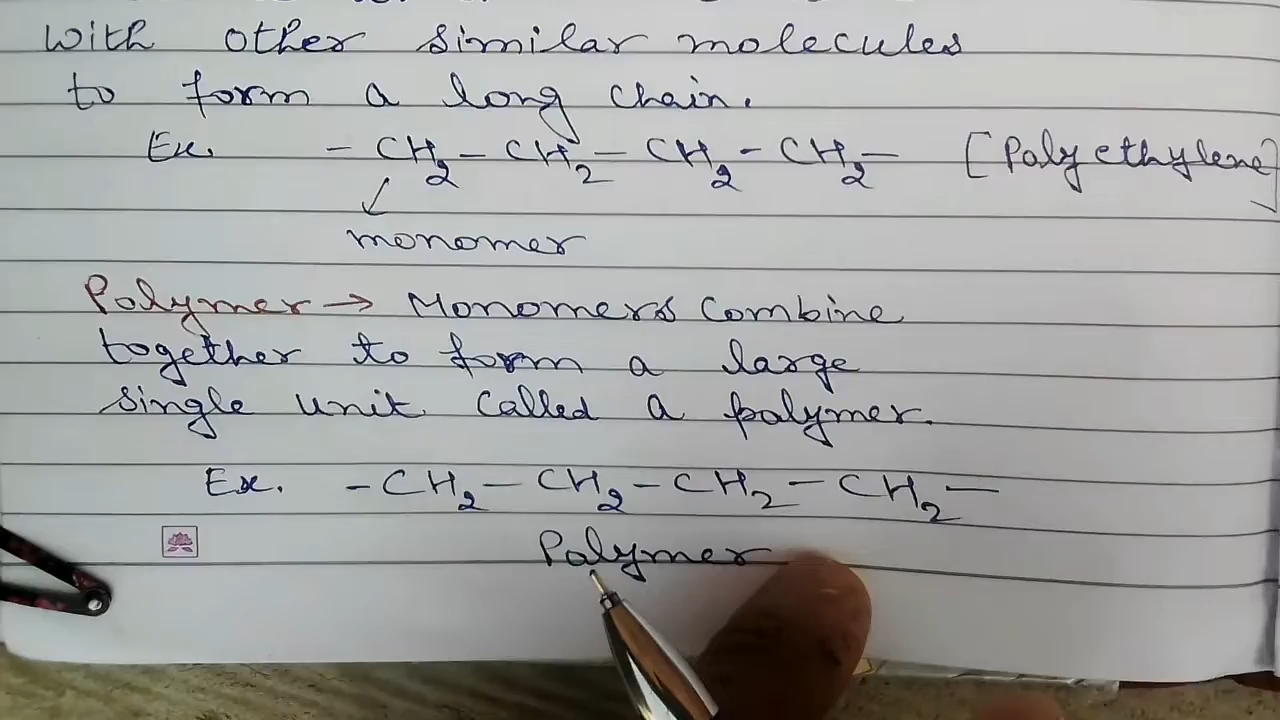 with other similar molecules
to form a long chain.
Ex. - CH2 - CH2 - CH2 - CH2 - [Polyethylene]
monomer
Polymer → Monomers combine
together to form a large
single unit called a polymer.
Ex. - CH2 - CH2 - CH2 - CH2 -
Polymer